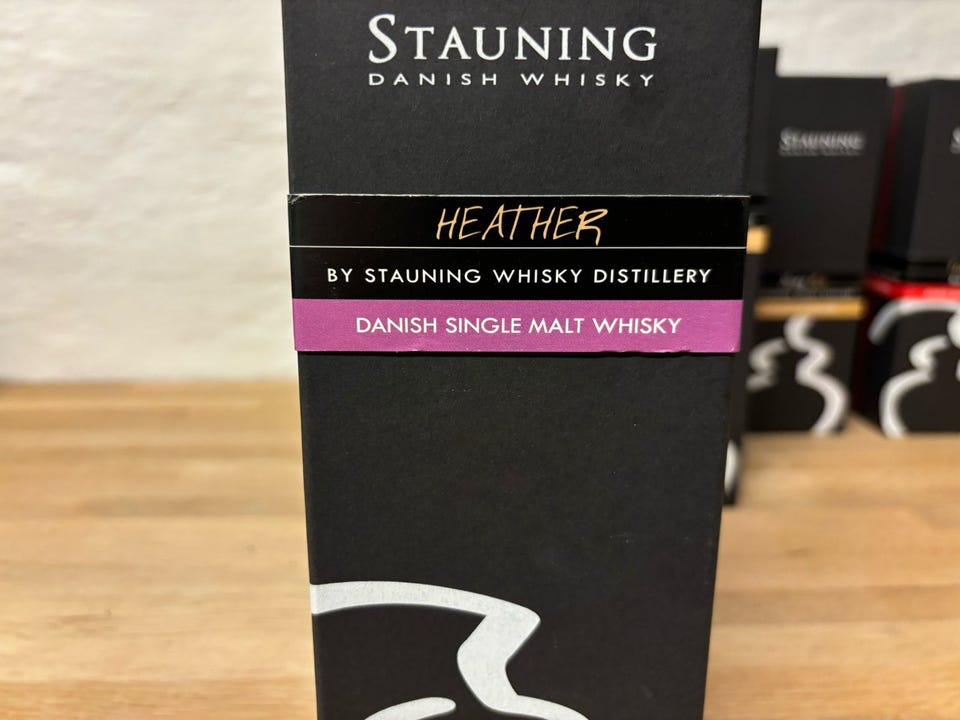 STAUNING
DANISH WHISKY
HEATHER
BY STAUNING WHISKY DISTILLERY
DANISH SINGLE MALT WHISKY
STAUNING